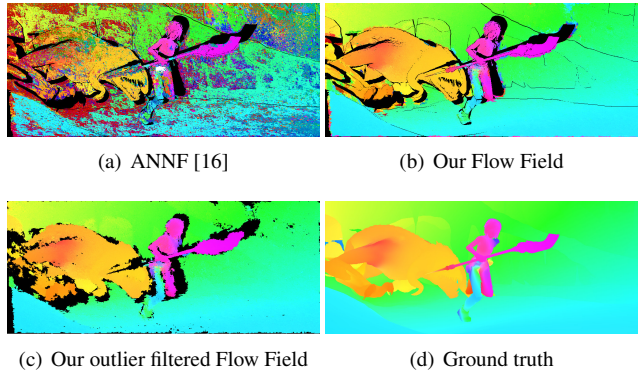 (a) ANNF [16]
(b) Our Flow Field
(c) Our outlier filtered Flow Field
(d) Ground truth